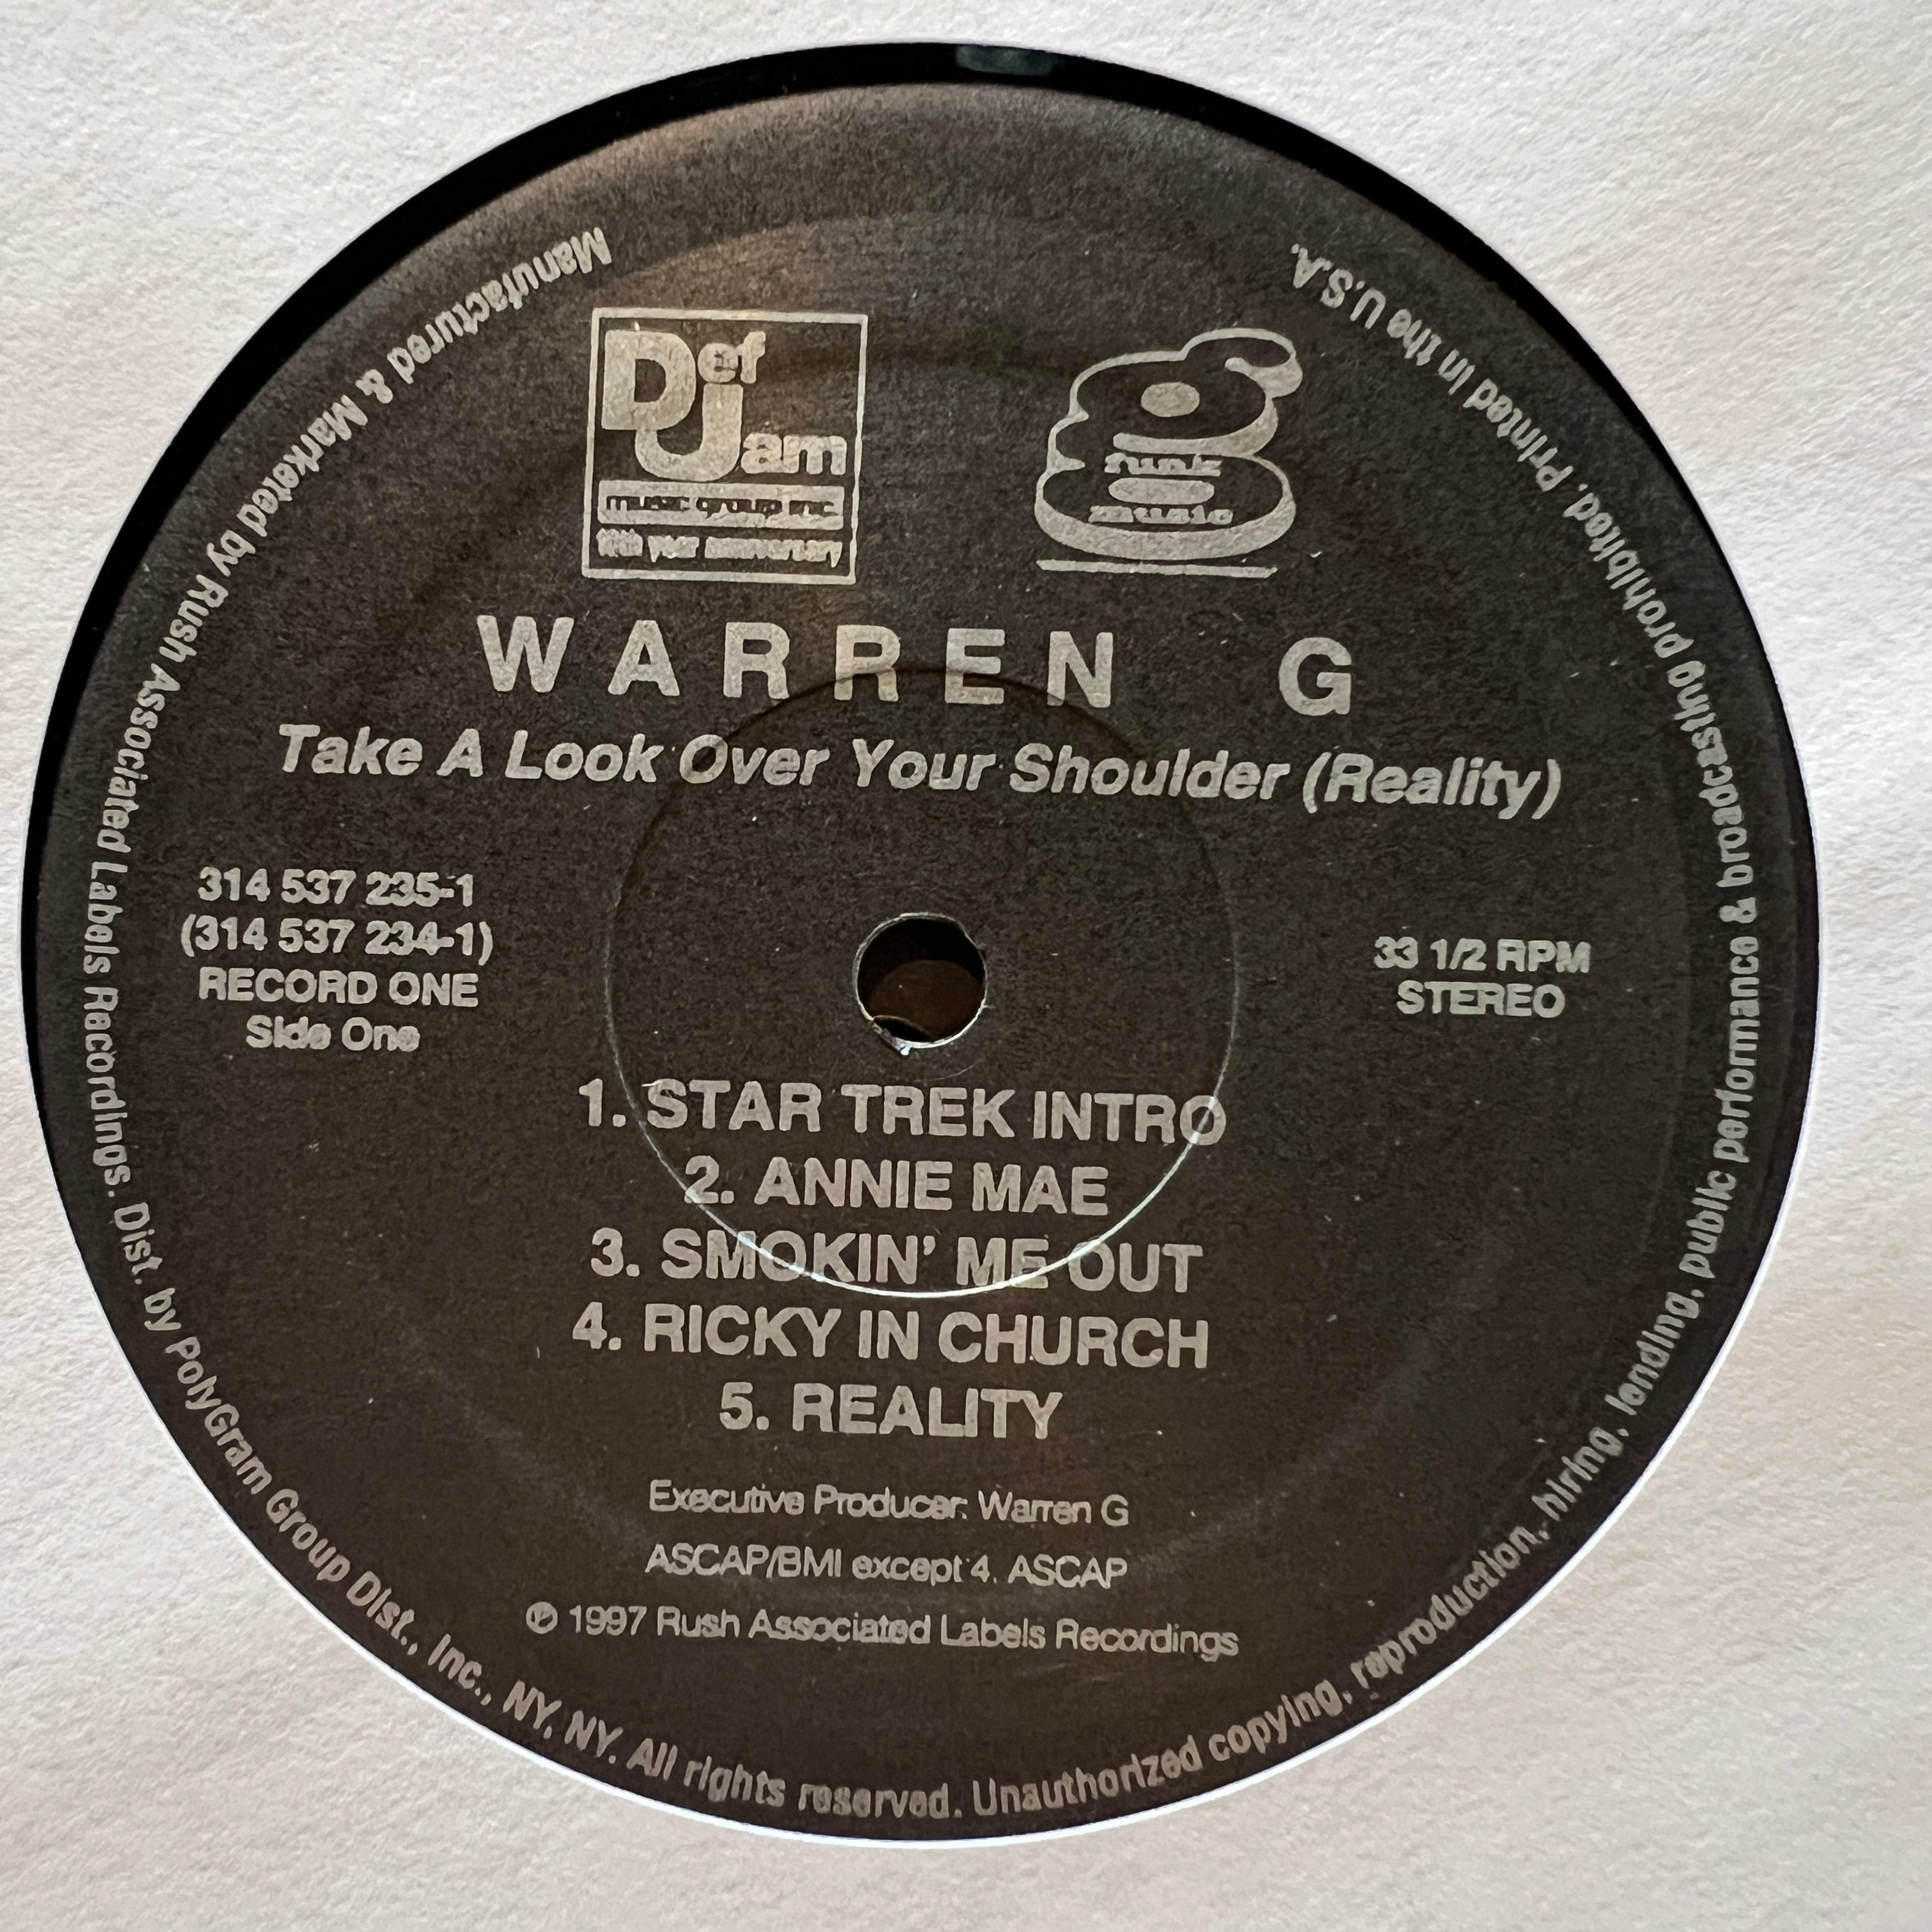 Def Jam
music group inc.
10th year anniversary
g funk
music
WARREN G
Take A Look Over Your Shoulder (Reality)
314 537 235-1
(314 537 234-1)
RECORD ONE
Side One
33 1/2 RPM
STEREO
1. STAR TREK INTRO
2. ANNIE MAE
3. SMOKIN' ME OUT
4. RICKY IN CHURCH
5. REALITY
Executive Producer: Warren G
ASCAP/BMI except 4. ASCAP
℗ 1997 Rush Associated Labels Recordings
Manufactured & Marketed by Rush Associated Labels Recordings. Dist. by PolyGram Group Dist., Inc., NY, NY. All rights reserved. Unauthorized copying, reproduction, hiring, lending, public performance & broadcasting prohibited. Printed in the U.S.A.